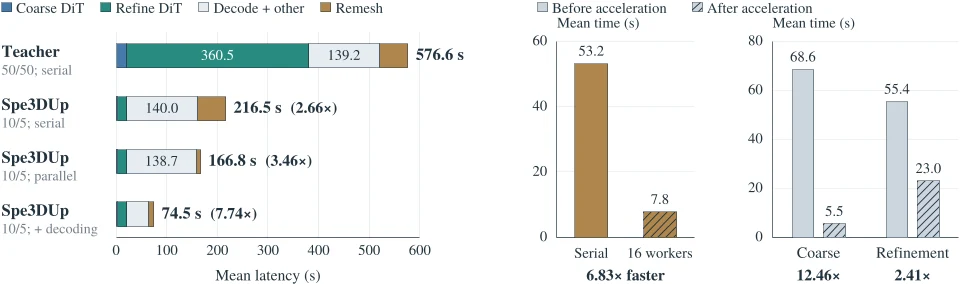 Coarse DiT Refine DiT Decode + other Remesh
Teacher
50/50; serial
360.5 139.2 576.6 s
Spe3DUp
10/5; serial
140.0 216.5 s (2.66×)
Spe3DUp
10/5; parallel
138.7 166.8 s (3.46×)
Spe3DUp
10/5; + decoding
74.5 s (7.74×)
0 100 200 300 400 500 600
Mean latency (s)
Before acceleration After acceleration
Mean time (s)
60
40
20
0
53.2
7.8
Serial 16 workers
6.83× faster
Mean time (s)
80
60
40
20
0
68.6
5.5
55.4
23.0
Coarse Refinement
12.46× 2.41×